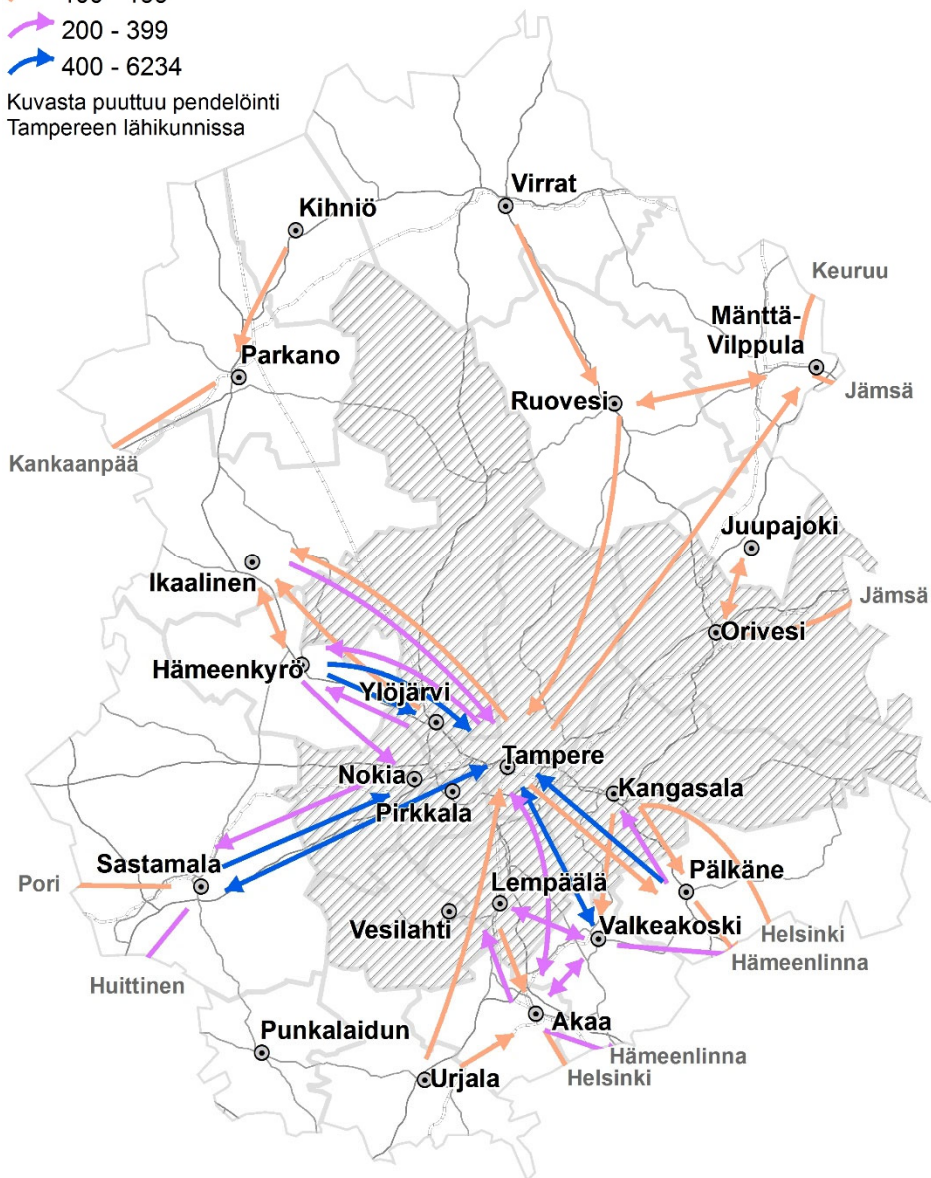 200 - 399
400 - 6234
Kuvasta puuttuu pendelöinti
Tampereen lähikunnissa
Virrat
Kihniö
Keuruu
Mänttä-
Vilppula
Parkano
Jämsä
Ruovesi
Kankaanpää
Juupajoki
Ikaalinen
Jämsä
Orivesi
Hämeenkyrö
Ylöjärvi
Tampere
Nokia
Kangasala
Pirkkala
Sastamala
Pälkäne
Pori
Lempäälä
Vesilahti
Valkeakoski
Helsinki
Hämeenlinna
Huittinen
Akaa
Punkalaidun
Hämeenlinna
Urjala
Helsinki